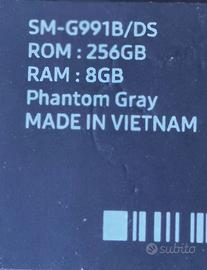 SM-G991B/DS
ROM : 256GB
RAM : 8GB
Phantom Gray
MADE IN VIETNAM
subito